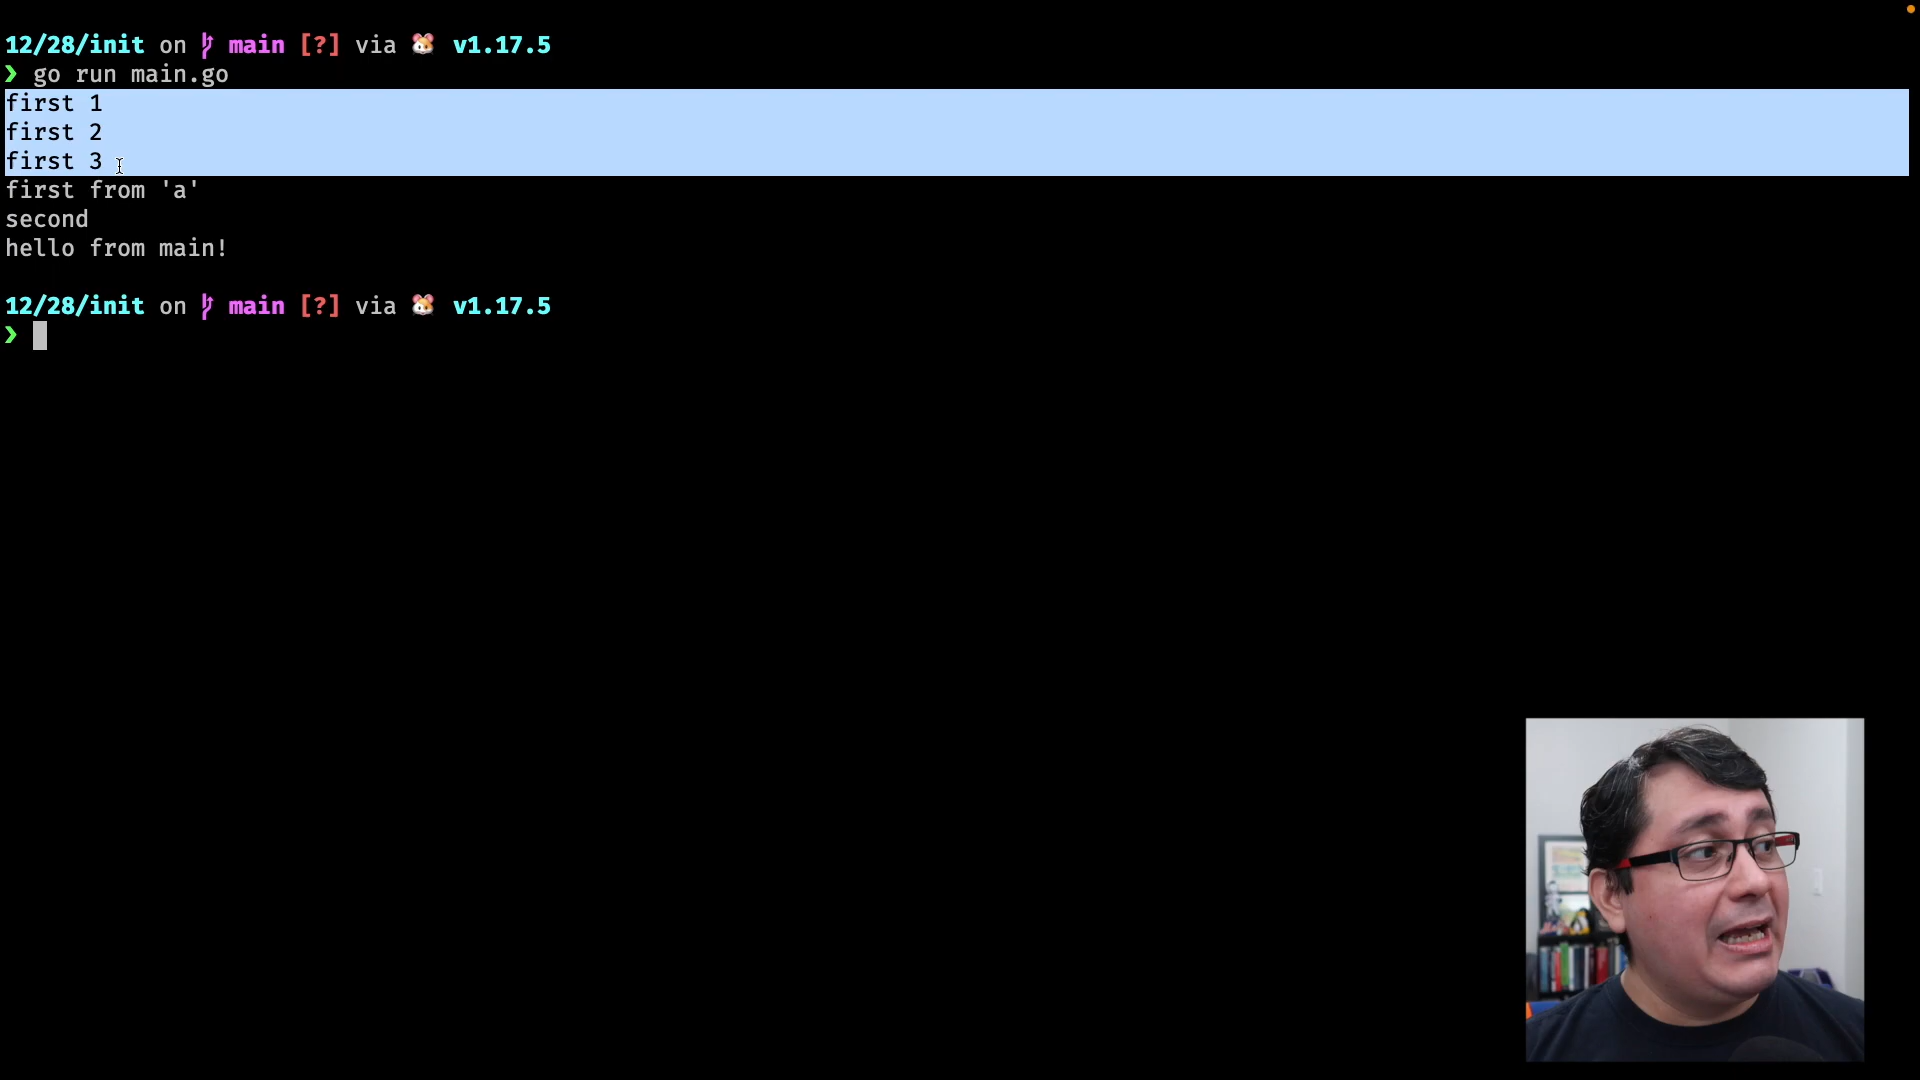 12/28/init on main [?] via 🐹 v1.17.5
❯ go run main.go
first 1
first 2
first 3
first from 'a'
second
hello from main!
12/28/init on main [?] via 🐹 v1.17.5
❯